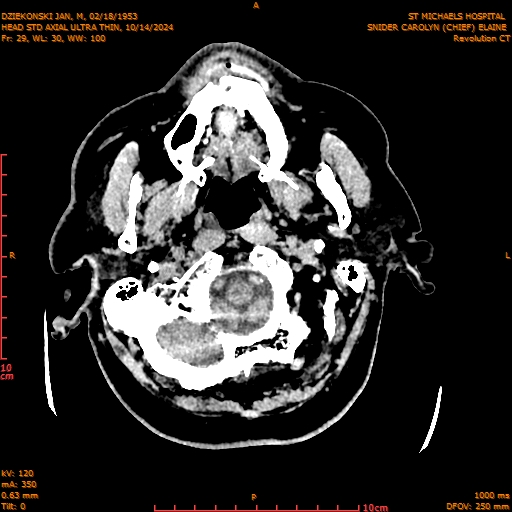 A
DZIEKONSKI JAN, M, 02/18/1953
HEAD STD AXIAL ULTRA THIN, 10/14/2024
Fr: 29, WL: 30, WW: 100
ST MICHAELS HOSPITAL
SNIDER CAROLYN (CHIEF) ELAINE
Revolution CT
R
L
10
cm
kV: 120
mA: 350
0.63 mm
Tilt: 0
P
10cm
1000 ms
DFOV: 250 mm